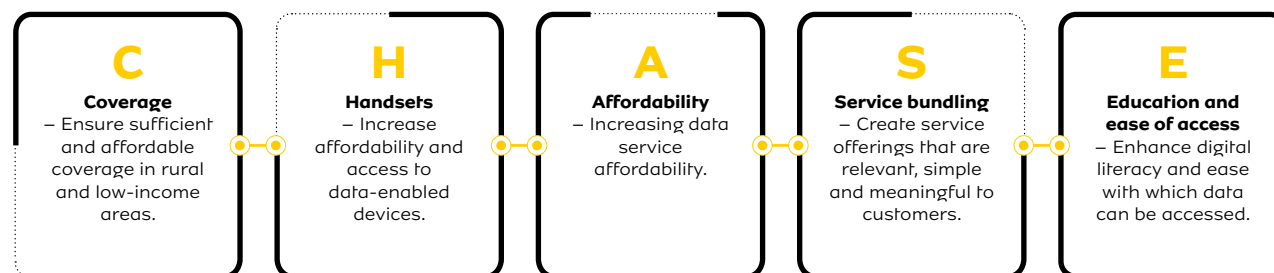 C
Coverage
– Ensure sufficient
and affordable
coverage in rural
and low-income
areas.
H
Handsets
– Increase
affordability and
access to
data-enabled
devices.
A
Affordability
– Increasing data
service
affordability.
S
Service bundling
– Create service
offerings that are
relevant, simple
and meaningful to
customers.
E
Education and
ease of access
– Enhance digital
literacy and ease
with which data
can be accessed.